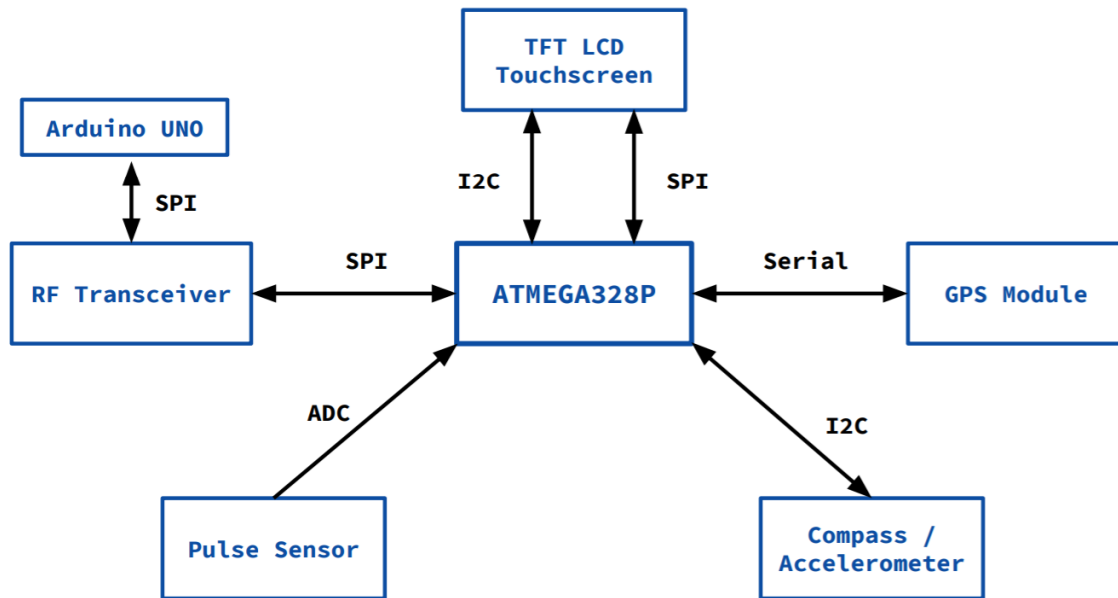 TFT LCD
Touchscreen
Arduino UNO
I2C
SPI
SPI
RF Transceiver
SPI
ATMEGA328P
Serial
GPS Module
ADC
I2C
Pulse Sensor
Compass /
Accelerometer